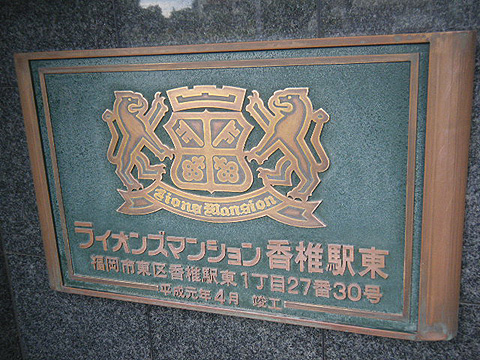 Lions Mansion
ライオンズマンション香椎駅東
福岡市東区香椎駅東1丁目27番30号
平成元年4月 竣工